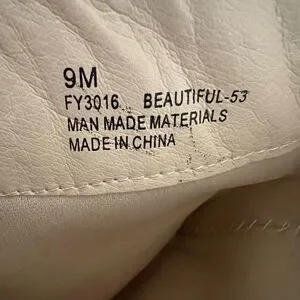 9M
FY3016 BEAUTIFUL-53
MAN MADE MATERIALS
MADE IN CHINA